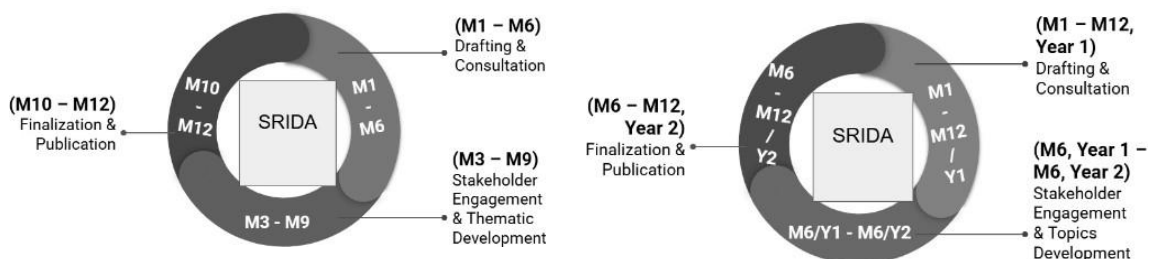 (M1 – M6)
Drafting &
Consultation
M10
-
M12
M1
-
M6
SRIDA
(M10 – M12)
Finalization &
Publication
(M3 – M9)
Stakeholder
Engagement
& Thematic
Development
M3 - M9
(M1 – M12,
Year 1)
Drafting &
Consultation
M6
-
M12
/
Y2
M1
-
M12
/
Y1
SRIDA
(M6 – M12,
Year 2)
Finalization &
Publication
(M6, Year 1 –
M6, Year 2)
Stakeholder
Engagement
& Topics
Development
M6/Y1 - M6/Y2